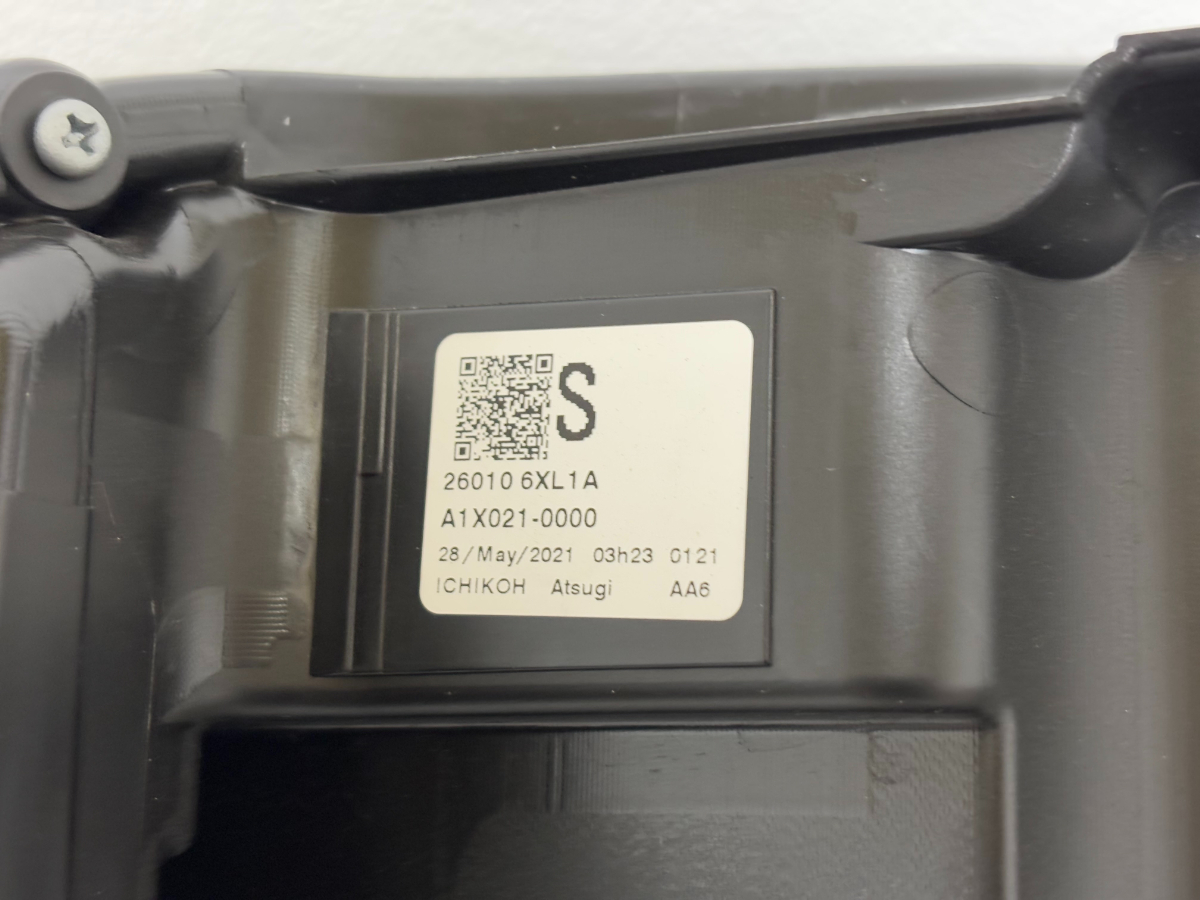 S
26010 6XL1A
A1X021-0000
28/May/2021 03h23 0121
ICHIKOH Atsugi AA6